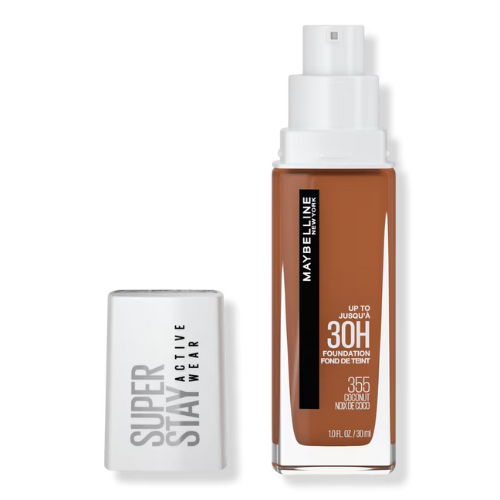 SUPER
STAY
ACTIVE
WEAR
MAYBELLINE
NEW YORK
UP TO
JUSQU'À
30H
FOUNDATION
FOND DE TEINT
355
COCONUT
NOIX DE COCO
1.0 FL. OZ. / 30 ml